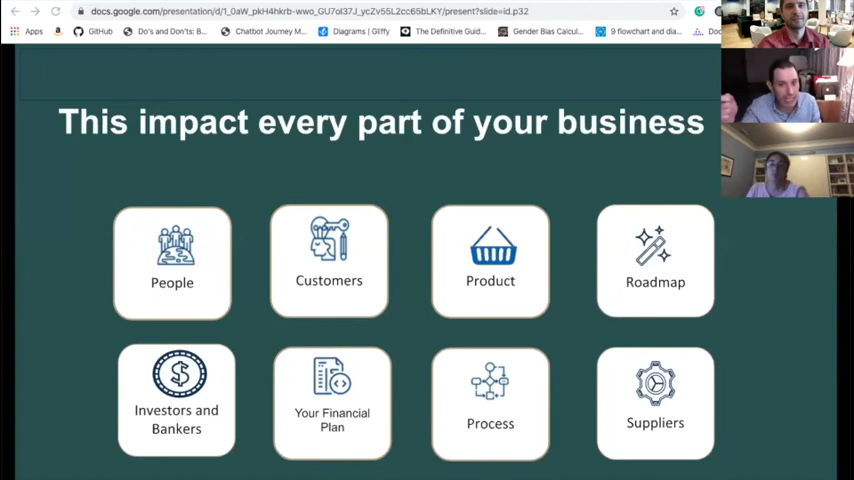 docs.google.com/presentation/d/1_0aW_pkH4hkrb-wwo_GU7ol37J_ycZv55L2cc65bLKY/present?slide=id.p32
Apps
GitHub
Do's and Don'ts: B...
Chatbot Journey M...
Diagrams | Gliffy
The Definitive Guid...
Gender Bias Calcul...
9 flowchart and dia...
This impact every part of your business
People
Customers
Product
Roadmap
Investors and
Bankers
Your Financial
Plan
Process
Suppliers